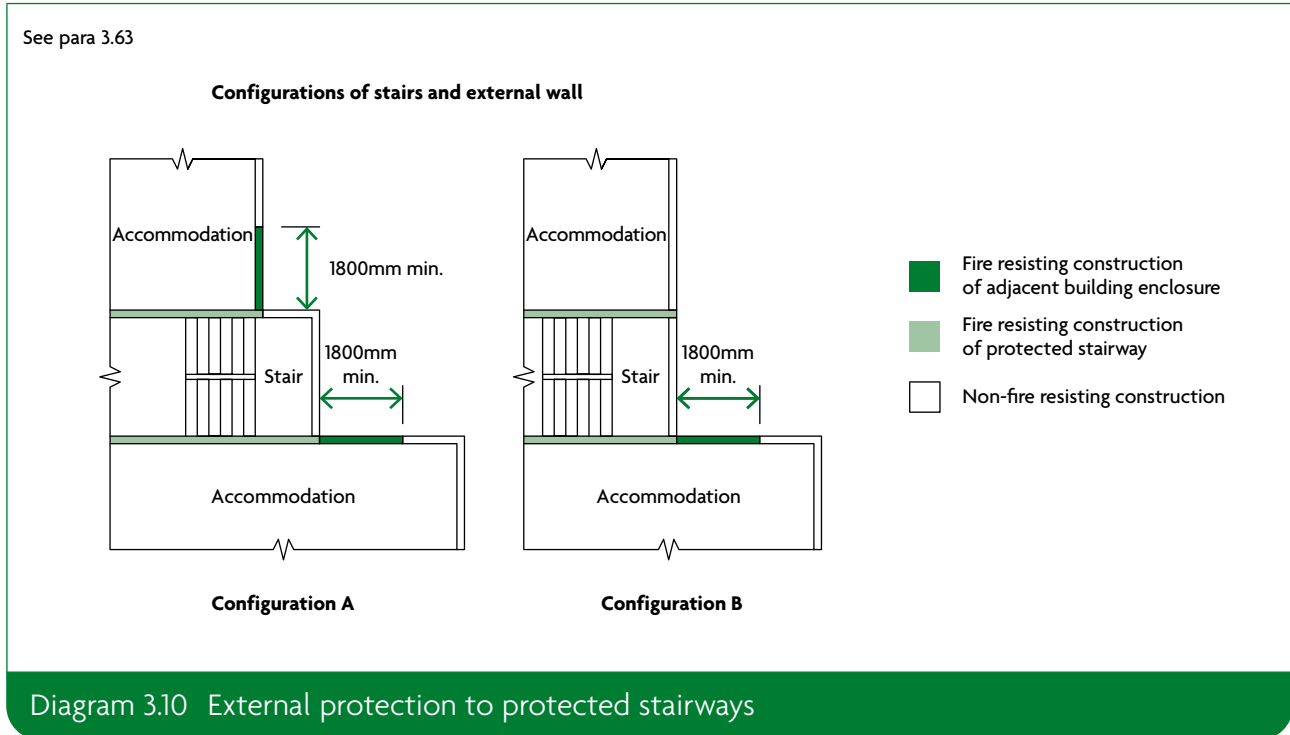 See para 3.63
Configurations of stairs and external wall
Accommodation
1800mm min.
1800mm
min.
Stair
Accommodation
Configuration A
Accommodation
1800mm
min.
Stair
Accommodation
Configuration B
Fire resisting construction
of adjacent building enclosure
Fire resisting construction
of protected stairway
Non-fire resisting construction
Diagram 3.10 External protection to protected stairways